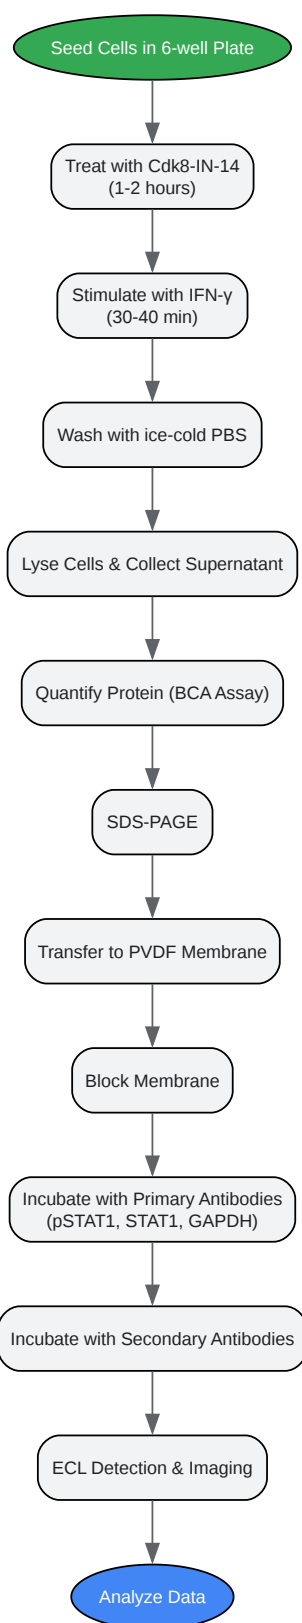 Seed Cells in 6-well Plate
Treat with Cdk8-IN-14
(1-2 hours)
Stimulate with IFN-γ
(30-40 min)
Wash with ice-cold PBS
Lyse Cells & Collect Supernatant
Quantify Protein (BCA Assay)
SDS-PAGE
Transfer to PVDF Membrane
Block Membrane
Incubate with Primary Antibodies
(pSTAT1, STAT1, GAPDH)
Incubate with Secondary Antibodies
ECL Detection & Imaging
Analyze Data